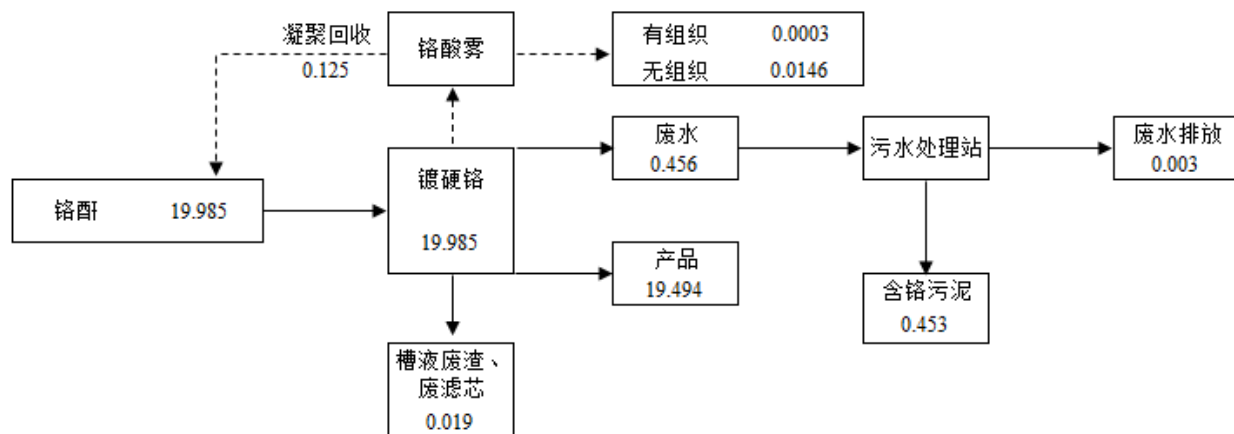 凝聚回收
0.125
铬酸雾
有组织 0.0003
无组织 0.0146
铬酐 19.985
镀硬铬
19.985
废水
0.456
污水处理站
废水排放
0.003
产品
19.494
含铬污泥
0.453
槽液废渣、
废滤芯
0.019